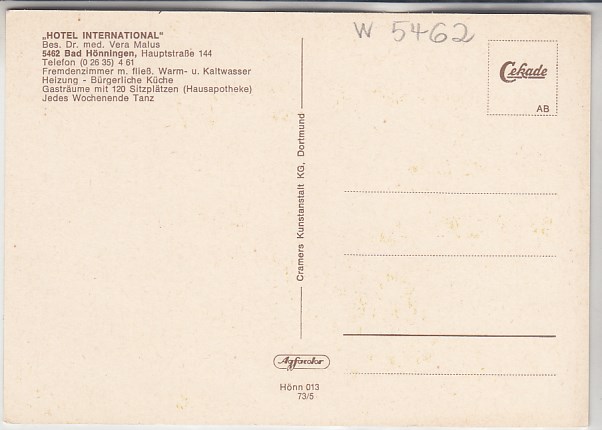 „HOTEL INTERNATIONAL"
Bes. Dr. med. Vera Malus
5462 Bad Hönningen, Hauptstraße 144
Telefon (0 26 35) 4 61
Fremdenzimmer m. fließ. Warm- u. Kaltwasser
Heizung - Bürgerliche Küche
Gasträume mit 120 Sitzplätzen (Hausapotheke)
Jedes Wochenende Tanz
W 5462
Cekade
AB
Cramers Kunstanstalt KG, Dortmund
Agfacolor
Hönn 013
73/5